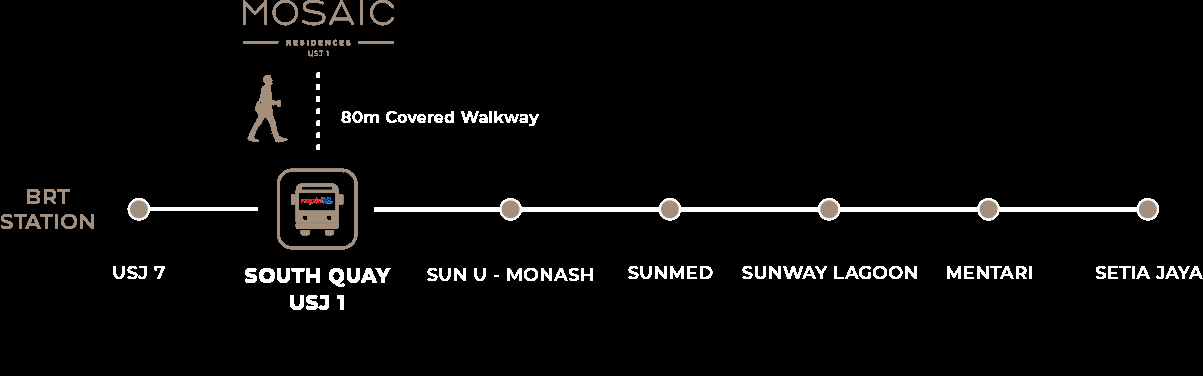 MOSAIC
RESIDENCES
USJ 1
80m Covered Walkway
BRT
STATION
rapidKL
USJ 7
SOUTH QUAY
USJ 1
SUN U - MONASH
SUNMED
SUNWAY LAGOON
MENTARI
SETIA JAYA